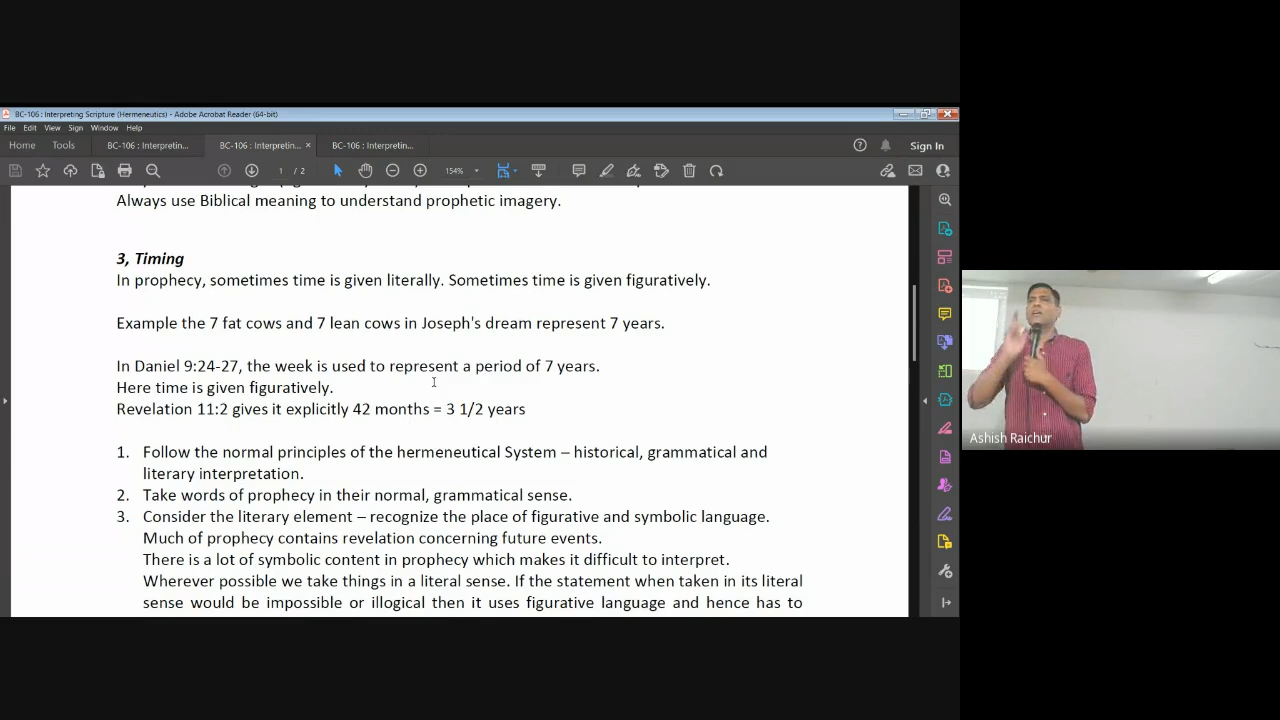 BC-106 : Interpreting Scripture (Hermeneutics) - Adobe Acrobat Reader (64-bit)
File Edit View Sign Window Help
Home Tools BC-106 : Interpretin... BC-106 : Interpretin... × BC-106 : Interpretin... Sign In
1 / 2 154%
Always use Biblical meaning to understand prophetic imagery.
3, Timing
In prophecy, sometimes time is given literally. Sometimes time is given figuratively.
Example the 7 fat cows and 7 lean cows in Joseph's dream represent 7 years.
In Daniel 9:24-27, the week is used to represent a period of 7 years.
Here time is given figuratively.
Revelation 11:2 gives it explicitly 42 months = 3 1/2 years
1. Follow the normal principles of the hermeneutical System – historical, grammatical and
literary interpretation.
2. Take words of prophecy in their normal, grammatical sense.
3. Consider the literary element – recognize the place of figurative and symbolic language.
Much of prophecy contains revelation concerning future events.
There is a lot of symbolic content in prophecy which makes it difficult to interpret.
Wherever possible we take things in a literal sense. If the statement when taken in its literal
sense would be impossible or illogical then it uses figurative language and hence has to
Ashish Raichur